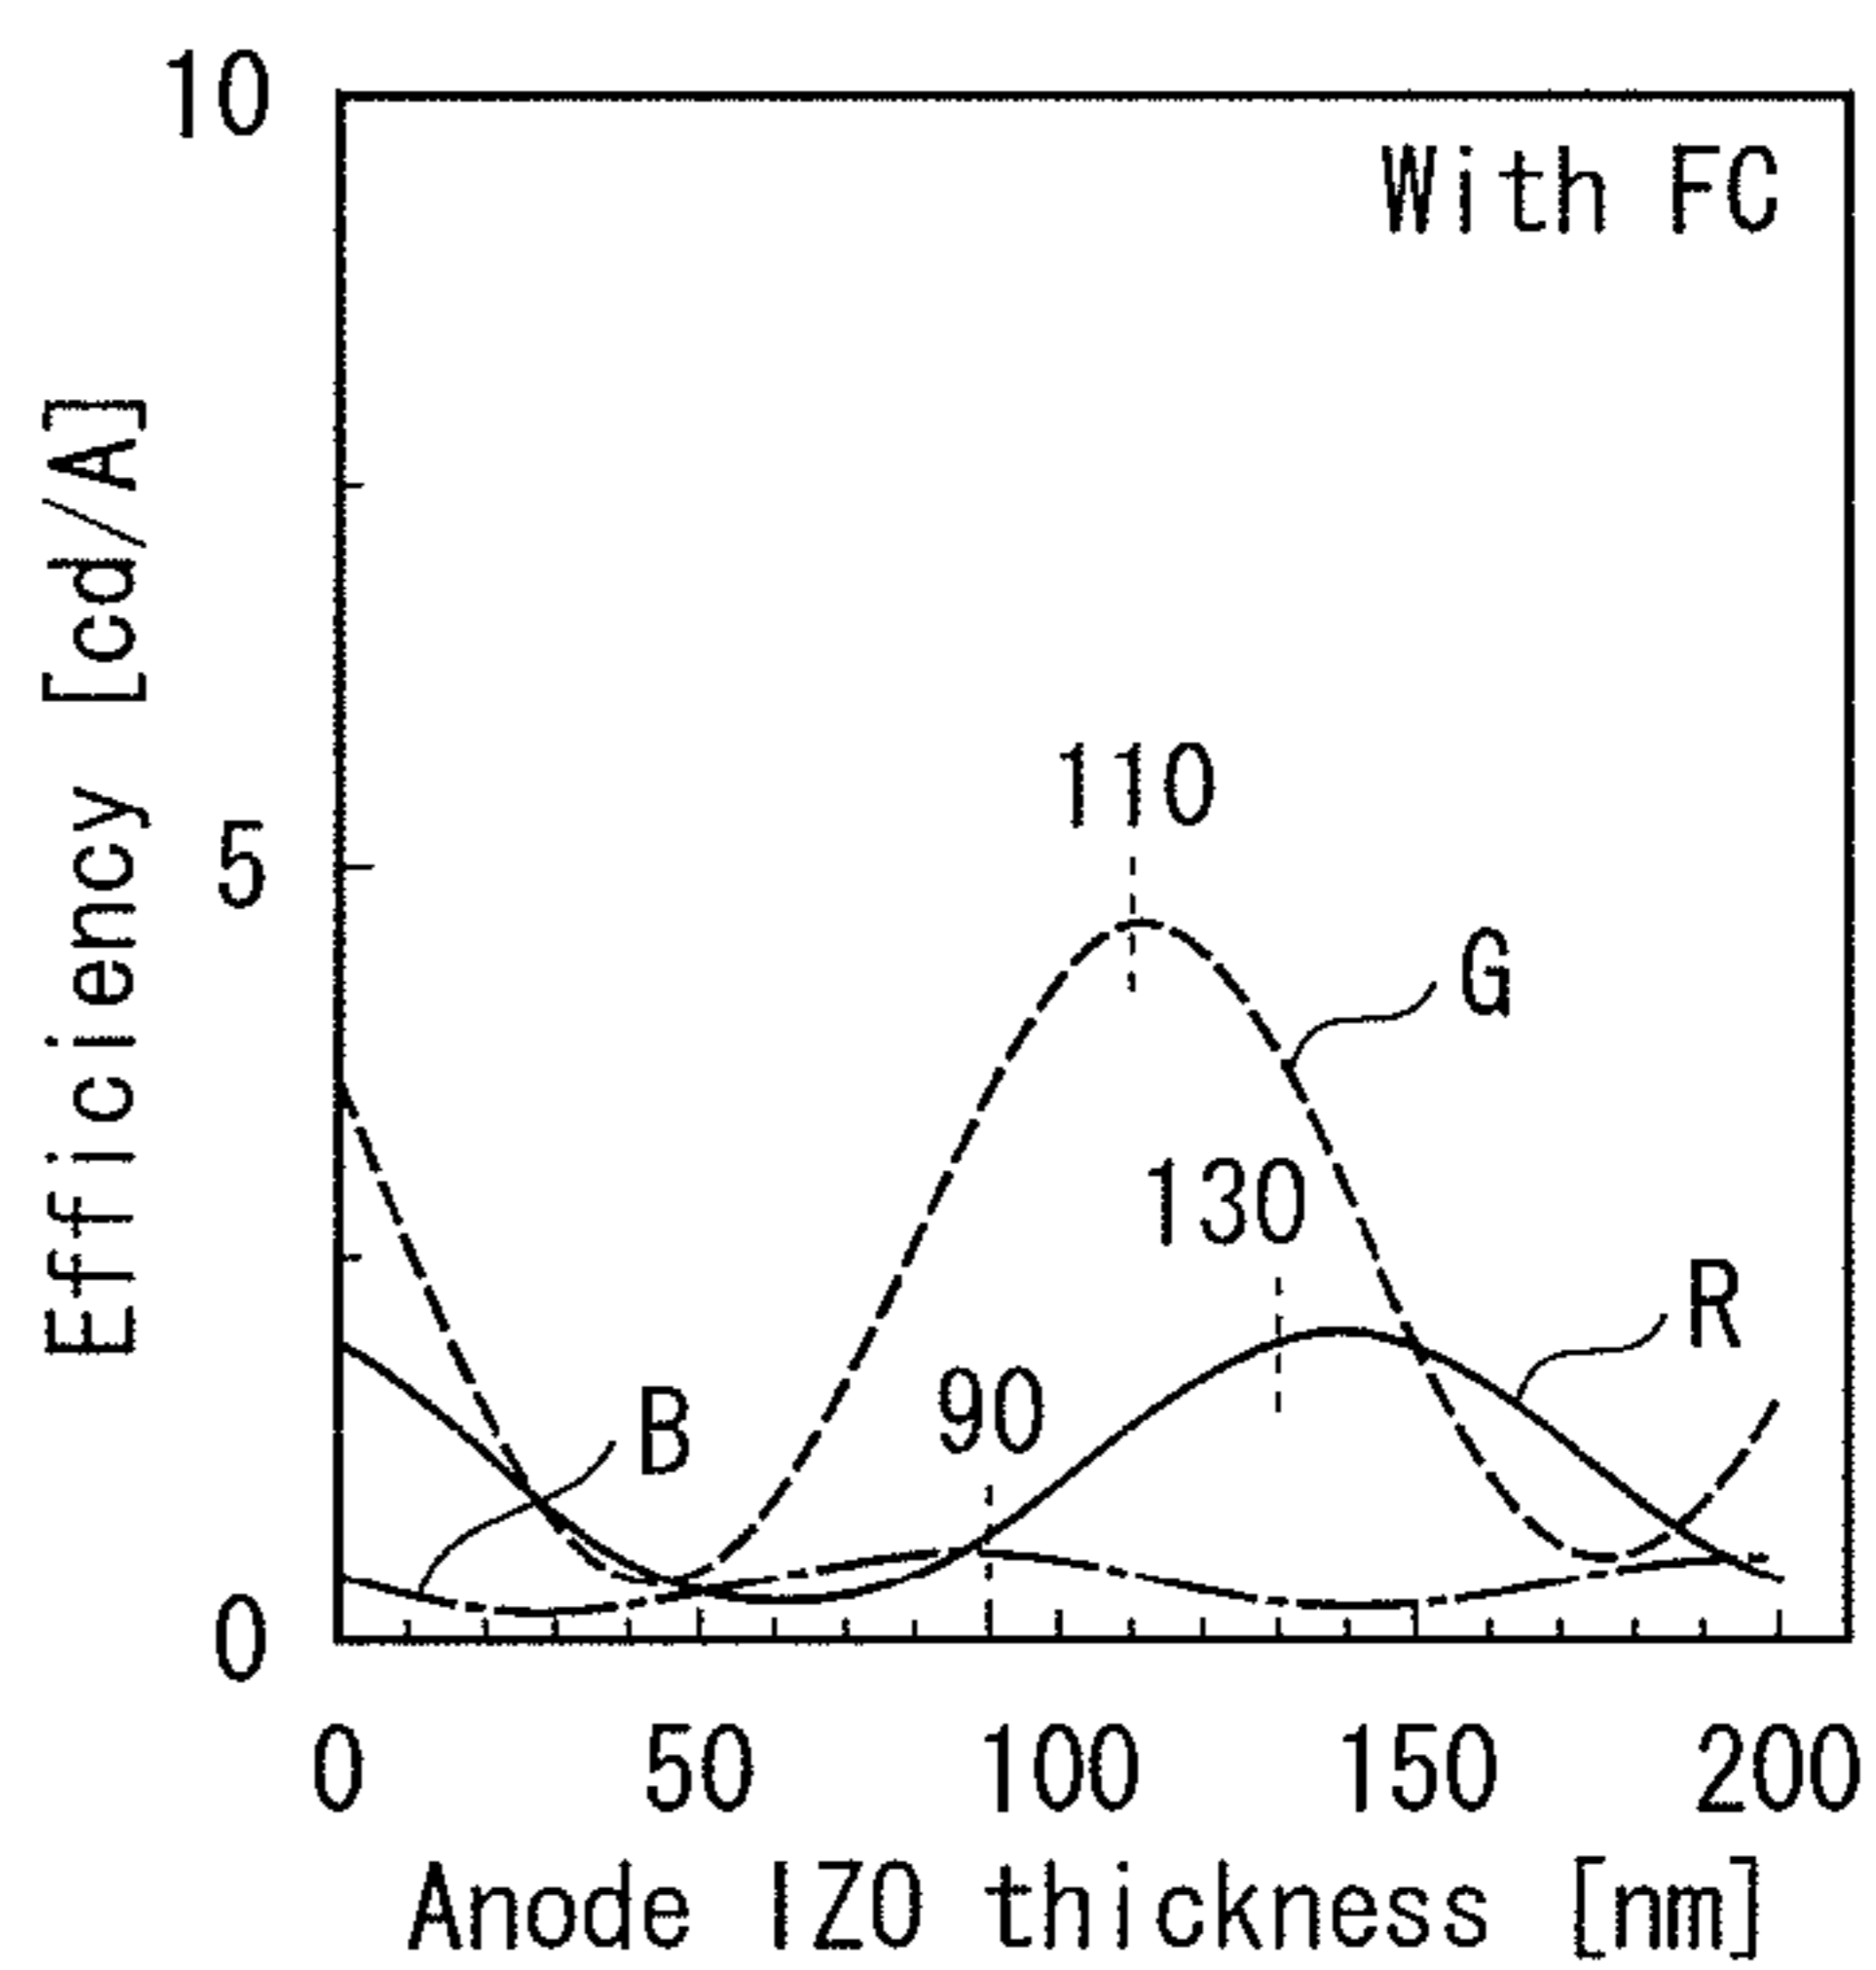 Efficiency [cd/A]
10
With FC
110
5
G
130
R
90
B
0
0 50 100 150 200
Anode IZO thickness [nm]